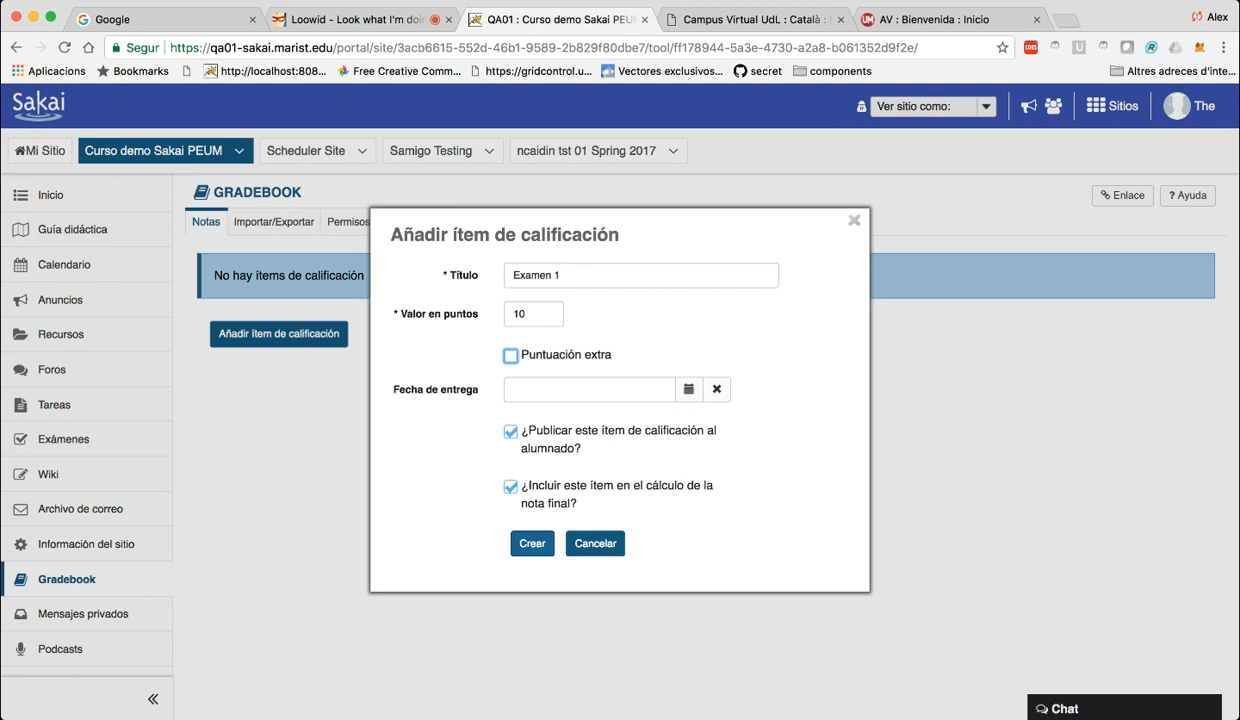 Google
Loowid - Look what I'm doin
QA01 : Curso demo Sakai PEU
Campus Virtual UdL : Català :
AV : Bienvenida : Inicio
Alex
Segur
https://qa01-sakai.marist.edu/portal/site/3acb6615-552d-46b1-9589-2b829f80dbe7/tool/ff178944-5a3e-4730-a2a8-b061352d9f2e/
Aplicacions
Bookmarks
http://localhost:808...
Free Creative Comm...
https://gridcontrol.u...
Vectores exclusivos...
secret
components
Altres adreces d'inte...
Sakai
Ver sitio como:
Sitios
The
Mi Sitio
Curso demo Sakai PEUM
Scheduler Site
Samigo Testing
ncaidin tst 01 Spring 2017
Inicio
Guía didáctica
Calendario
Anuncios
Recursos
Foros
Tareas
Exámenes
Wiki
Archivo de correo
Información del sitio
Gradebook
Mensajes privados
Podcasts
GRADEBOOK
Enlace
? Ayuda
Notas
Importar/Exportar
Permisos
No hay ítems de calificación
Añadir ítem de calificación
Añadir ítem de calificación
* Título
Examen 1
* Valor en puntos
10
Puntuación extra
Fecha de entrega
¿Publicar este ítem de calificación al
alumnado?
¿Incluir este ítem en el cálculo de la
nota final?
Crear
Cancelar
Chat